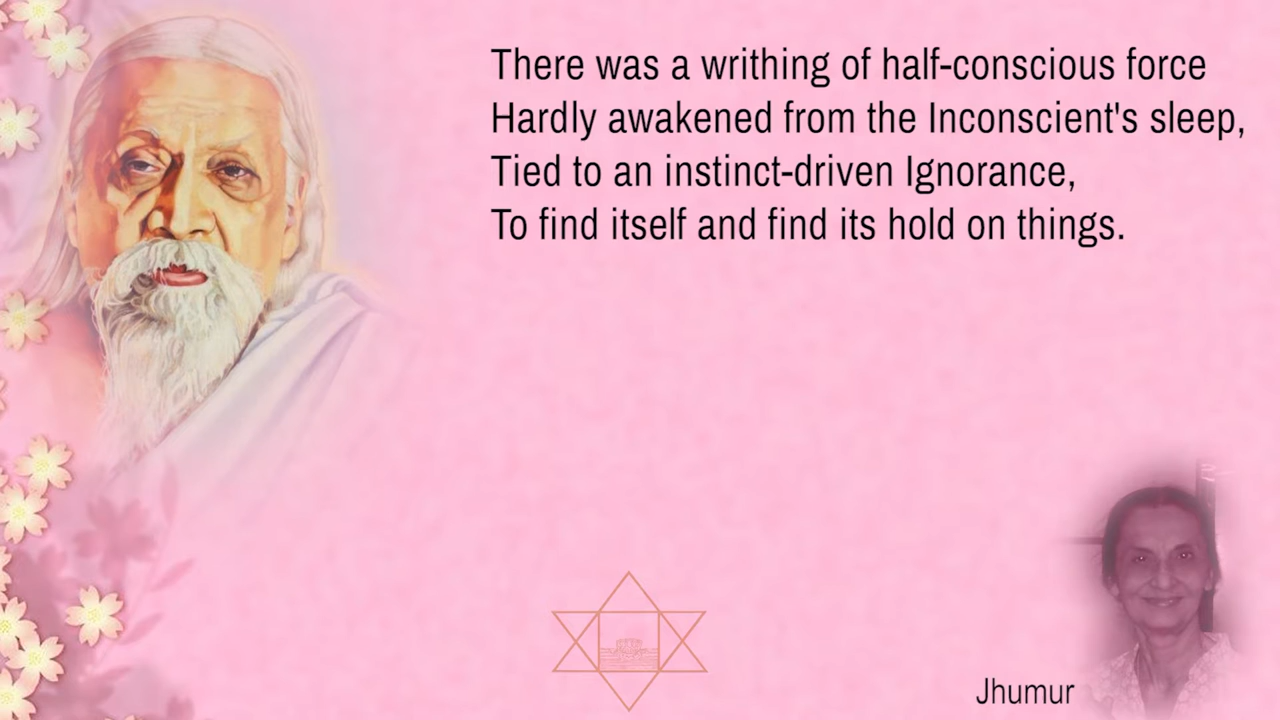 There was a writhing of half-conscious force
Hardly awakened from the Inconscient's sleep,
Tied to an instinct-driven Ignorance,
To find itself and find its hold on things.
Jhumur